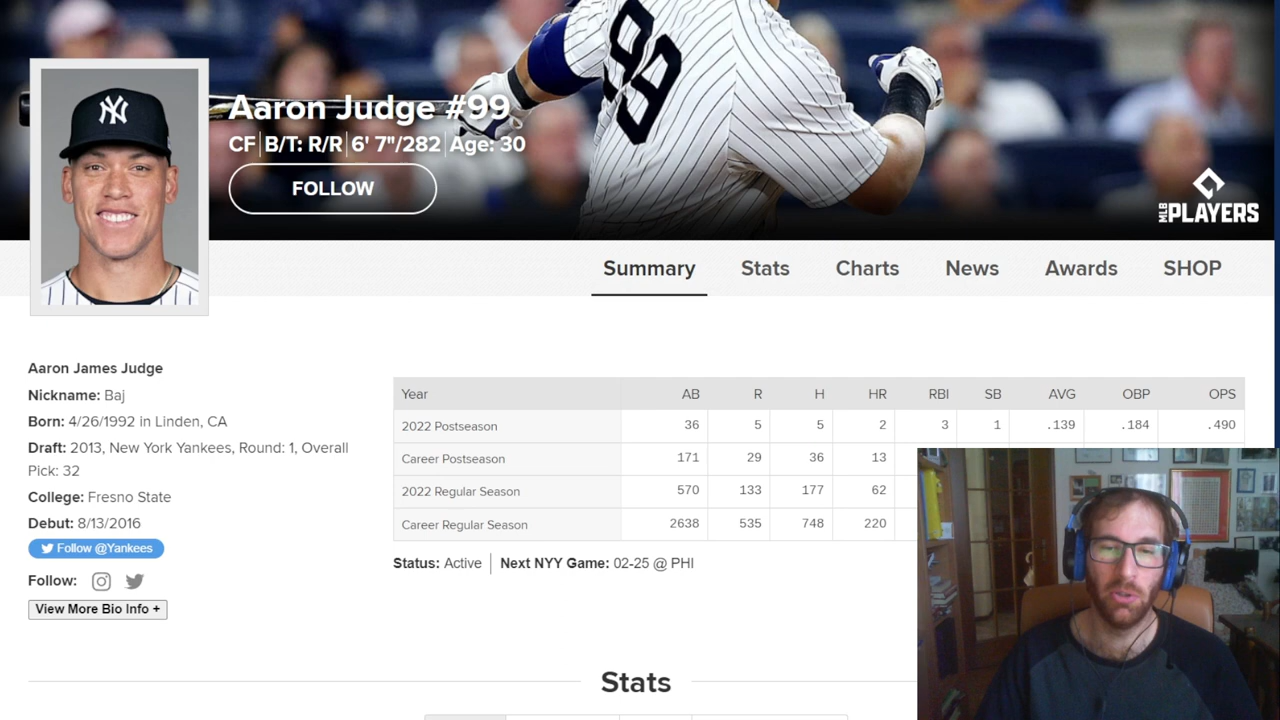 99
NY
Aaron Judge #99
CF B/T: R/R 6' 7"/282 Age: 30
FOLLOW
MLB PLAYERS
Summary Stats Charts News Awards SHOP
Aaron James Judge
Nickname: Baj
Born: 4/26/1992 in Linden, CA
Draft: 2013, New York Yankees, Round: 1, Overall
Pick: 32
College: Fresno State
Debut: 8/13/2016
Follow @Yankees
Follow:
View More Bio Info +
Year AB R H HR RBI SB AVG OBP OPS
2022 Postseason 36 5 5 2 3 1 .139 .184 .490
Career Postseason 171 29 36 13
2022 Regular Season 570 133 177 62
Career Regular Season 2638 535 748 220
Status: Active Next NYY Game: 02-25 @ PHI
Stats